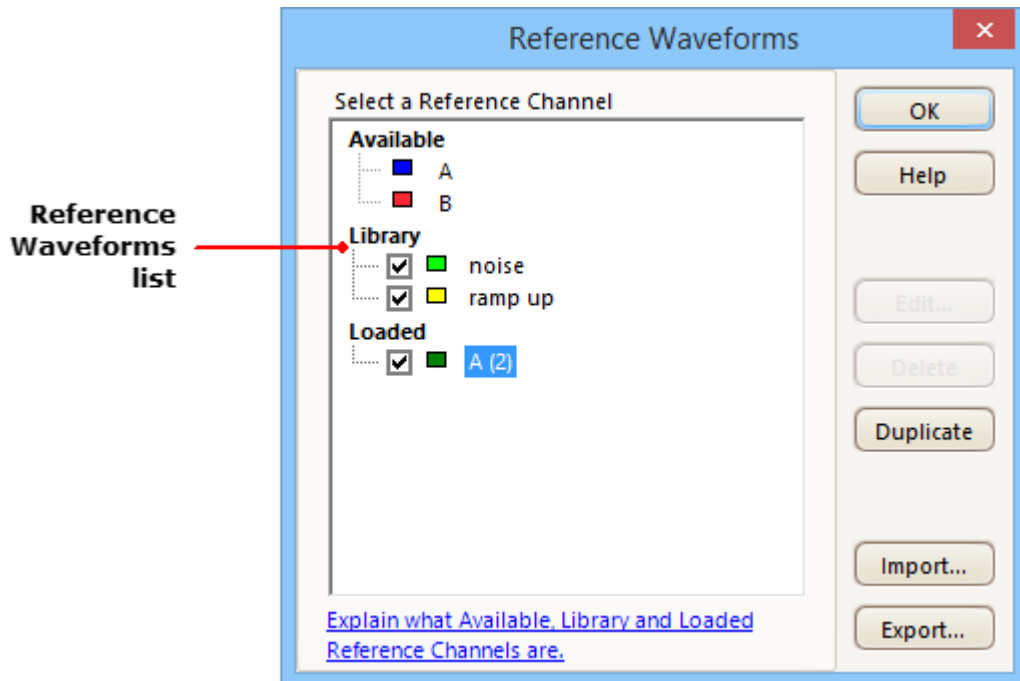 Reference Waveforms
Select a Reference Channel
Available
A
B
Library
noise
ramp up
Loaded
A (2)
Explain what Available, Library and Loaded
Reference Channels are.
OK
Help
Edit...
Delete
Duplicate
Import...
Export...
Reference
Waveforms
list